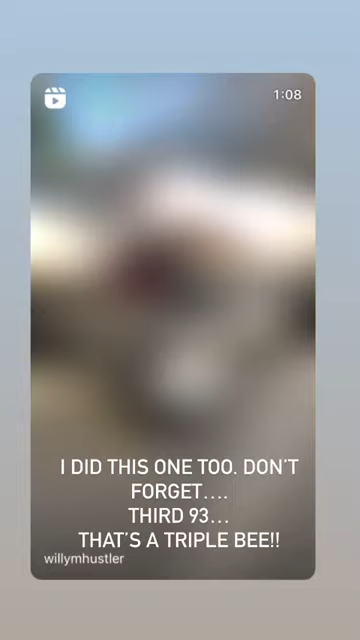 1:08
I DID THIS ONE TOO. DON'T
FORGET....
THIRD 93...
THAT'S A TRIPLE BEE!!
willymhustler